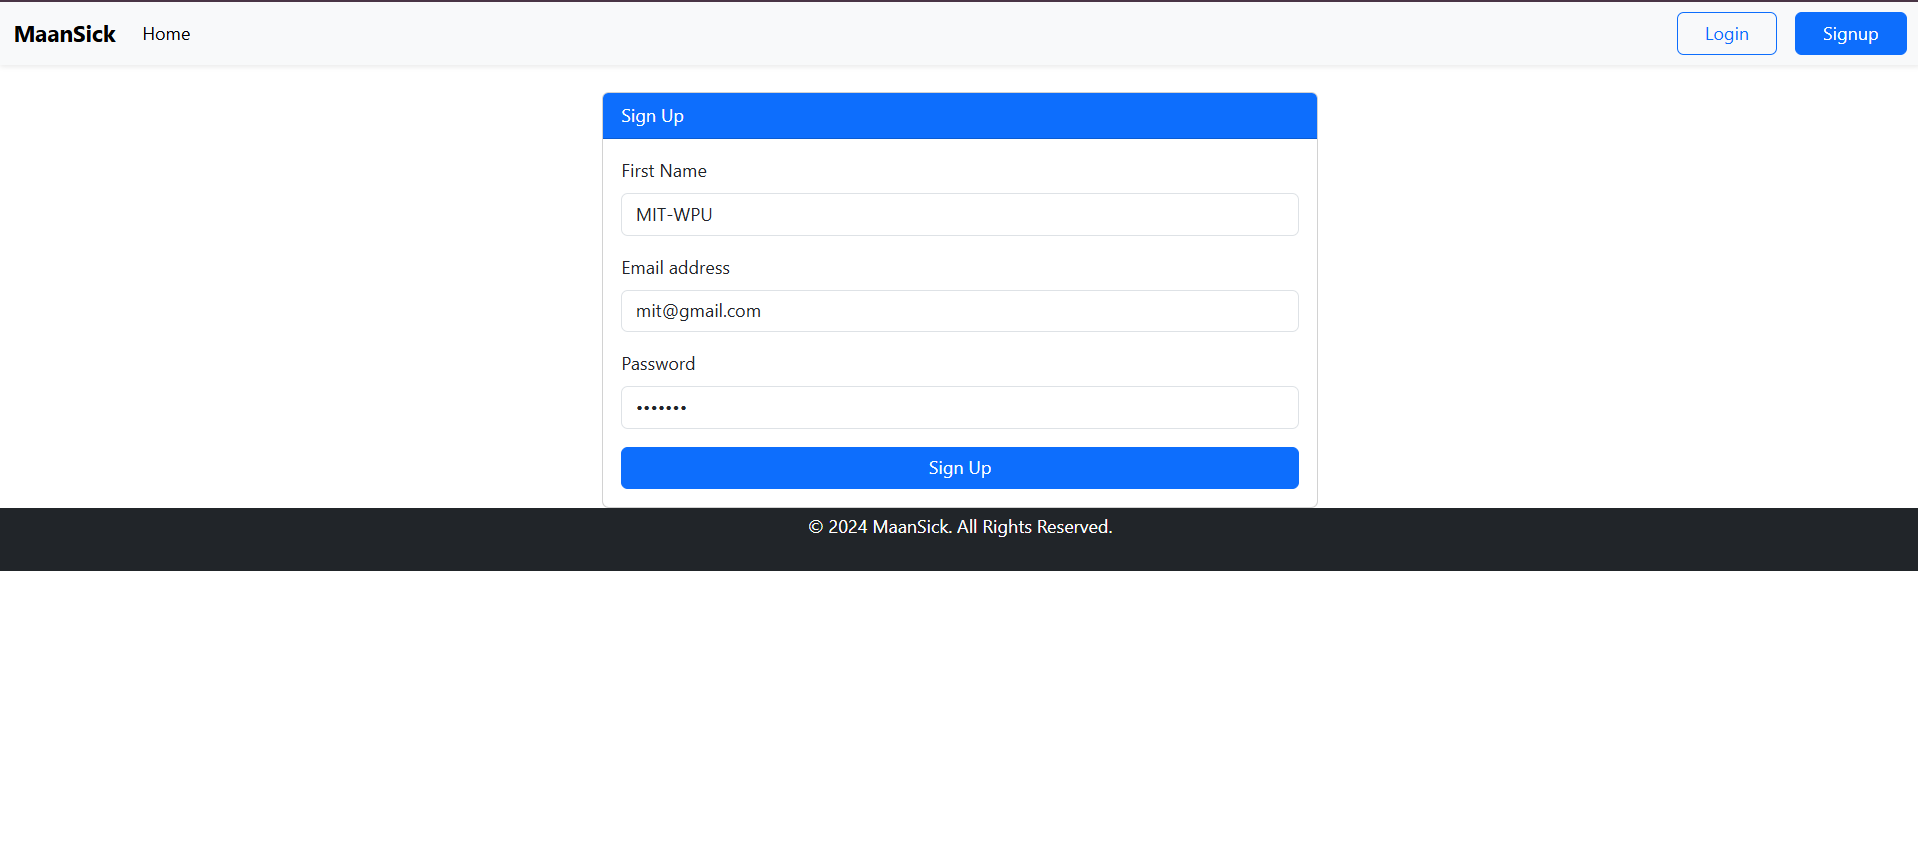 MaanSick Home Login Signup
Sign Up
First Name
MIT-WPU
Email address
mit@gmail.com
Password
•••••••
Sign Up
© 2024 MaanSick. All Rights Reserved.